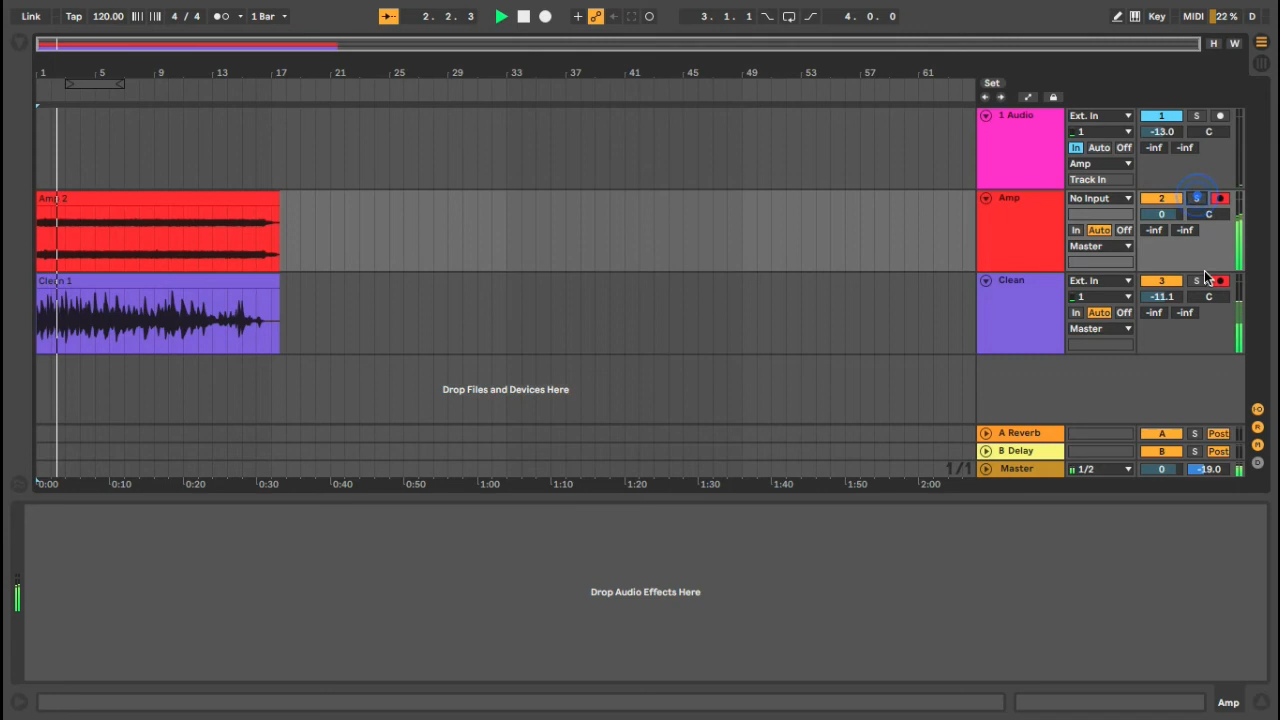 Link Tap 120.00 4 / 4 1 Bar 2. 2. 3 3. 1. 1 4. 0. 0 Key MIDI 22 % D
H W
1 5 9 13 17 21 25 29 33 37 41 45 49 53 57 61
Set
1 Audio Ext. In 1 S
1 -13.0 C
In Auto Off -inf -inf
Amp
Track In
Amp 2 Amp No Input 2 S
0 C
In Auto Off -inf -inf
Master
Clean 1 Clean Ext. In 3 S
1 -11.1 C
In Auto Off -inf -inf
Master
Drop Files and Devices Here
A Reverb A S Post
B Delay B S Post
1/1 Master 1/2 0 -19.0
0:00 0:10 0:20 0:30 0:40 0:50 1:00 1:10 1:20 1:30 1:40 1:50 2:00
I·O
R
M
D
Drop Audio Effects Here
Amp